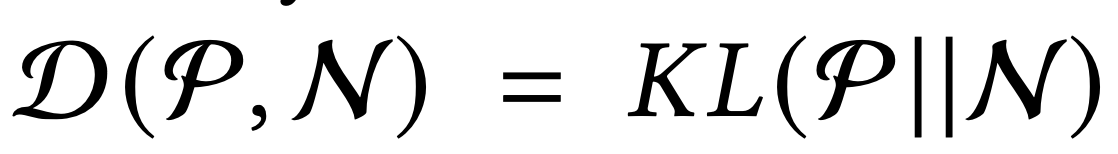 𝒟(𝒫, 𝒩) = KL(𝒫||𝒩)